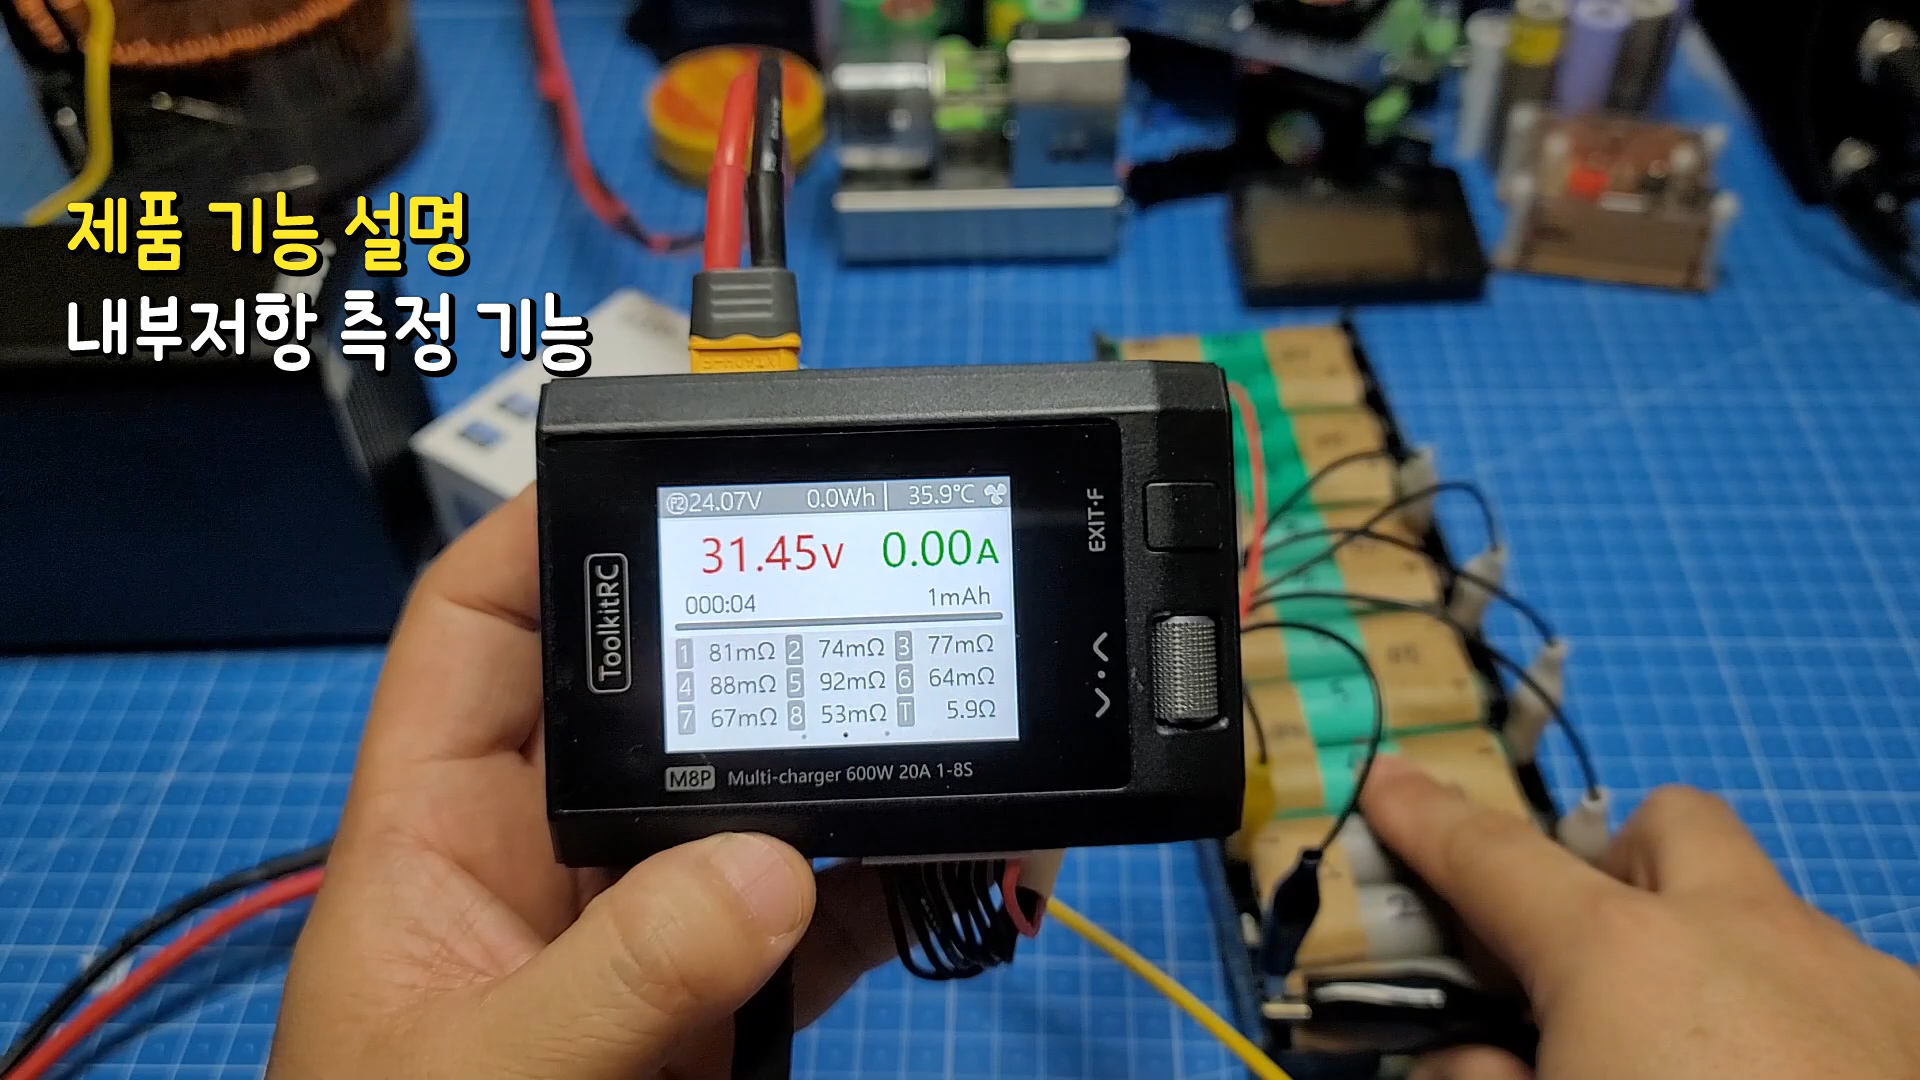 제품 기능 설명
내부저항 측정 기능
F2 24.07V 0.0Wh 35.9℃
31.45V 0.00A
000:04 1mAh
1 81mΩ 2 74mΩ 3 77mΩ
4 88mΩ 5 92mΩ 6 64mΩ
7 67mΩ 8 53mΩ T 5.9Ω
ToolkitRC
EXIT·F
M8P Multi-charger 600W 20A 1-8S